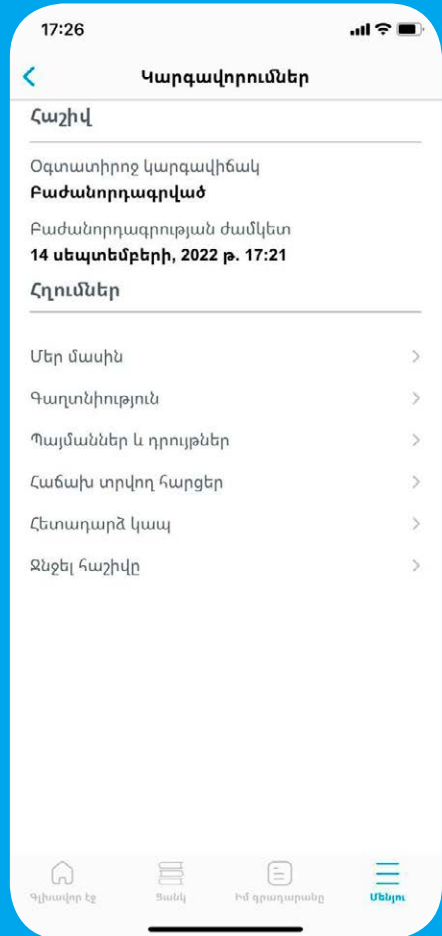 17:26
Կարգավորումներ
Հաշիվ
Օգտատիրոջ կարգավիճակ
Բաժանորդագրված
Բաժանորդագրության ժամկետ
14 սեպտեմբերի, 2022 թ. 17:21
Հղումներ
Մեր մասին
Գաղտնիություն
Պայմաններ և դրույթներ
Հաճախ տրվող հարցեր
Հետադարձ կապ
Ջնջել հաշիվը
Գլխավոր էջ
Ցանկ
Իմ գրադարանը
Մենյու